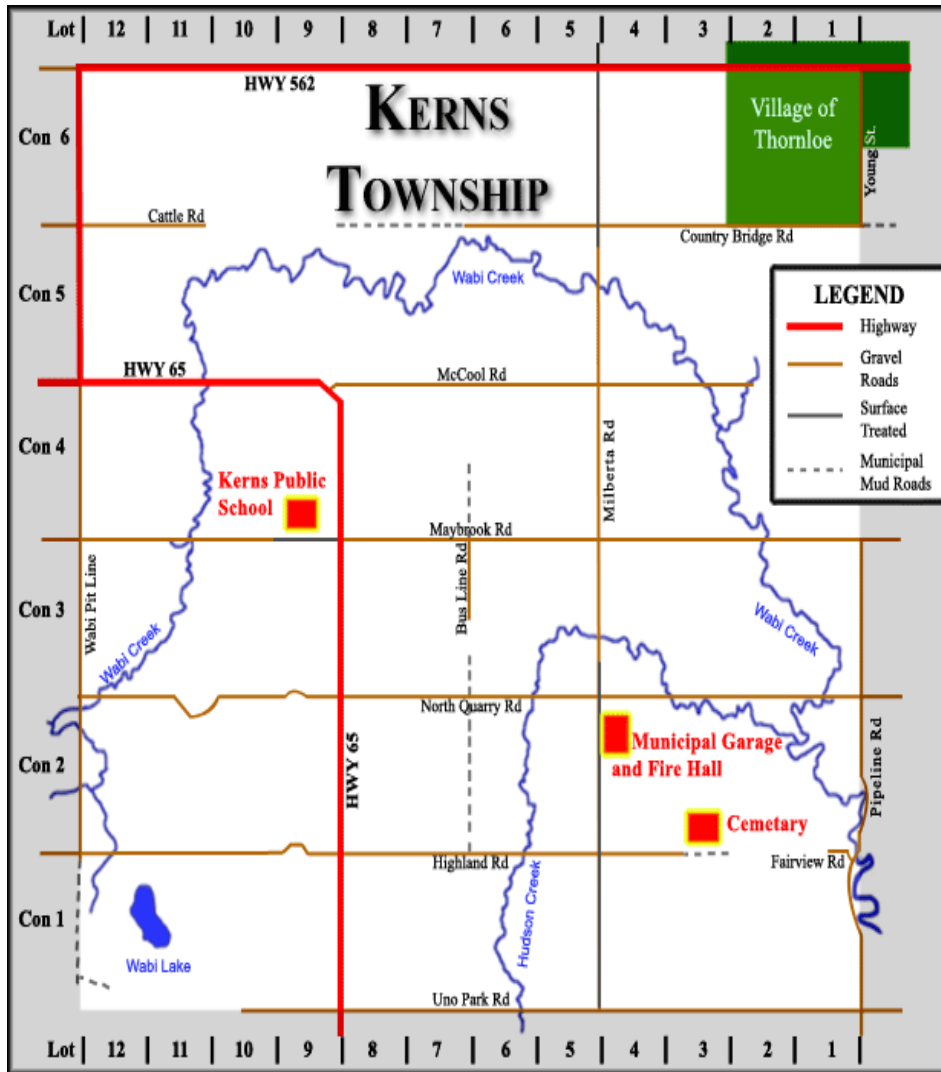 Lot 12 11 10 9 8 7 6 5 4 3 2 1
HWY 562
KERNS
TOWNSHIP
Village of
Thornloe
Con 6
Young St.
Cattle Rd
Country Bridge Rd
Wabi Creek
Con 5
LEGEND
Highway
Gravel
Roads
Surface
Treated
Municipal
Mud Roads
HWY 65
McCool Rd
Con 4
Milberta Rd
Kerns Public
School
Maybrook Rd
Wabi Pit Line
Bus Line Rd
Con 3
Wabi Creek
Wabi Creek
North Quarry Rd
Municipal Garage
and Fire Hall
Con 2
HWY 65
Pipeline Rd
Cemetary
Highland Rd
Fairview Rd
Con 1
Hudson Creek
Wabi Lake
Uno Park Rd
Lot 12 11 10 9 8 7 6 5 4 3 2 1